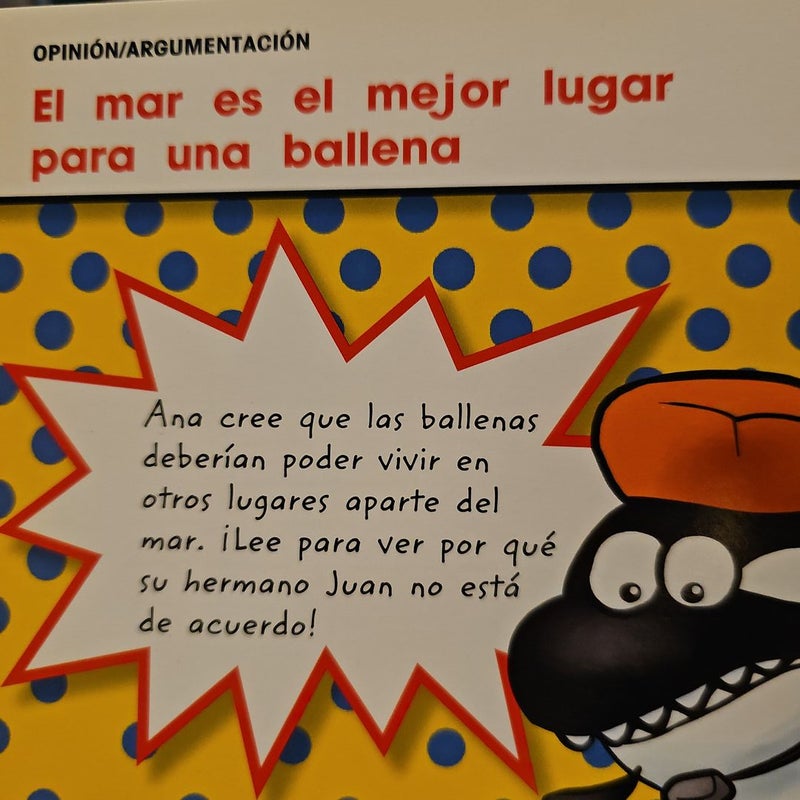 OPINIÓN/ARGUMENTACIÓN
El mar es el mejor lugar
para una ballena
Ana cree que las ballenas
deberían poder vivir en
otros lugares aparte del
mar. ¡Lee para ver por qué
su hermano Juan no está
de acuerdo!